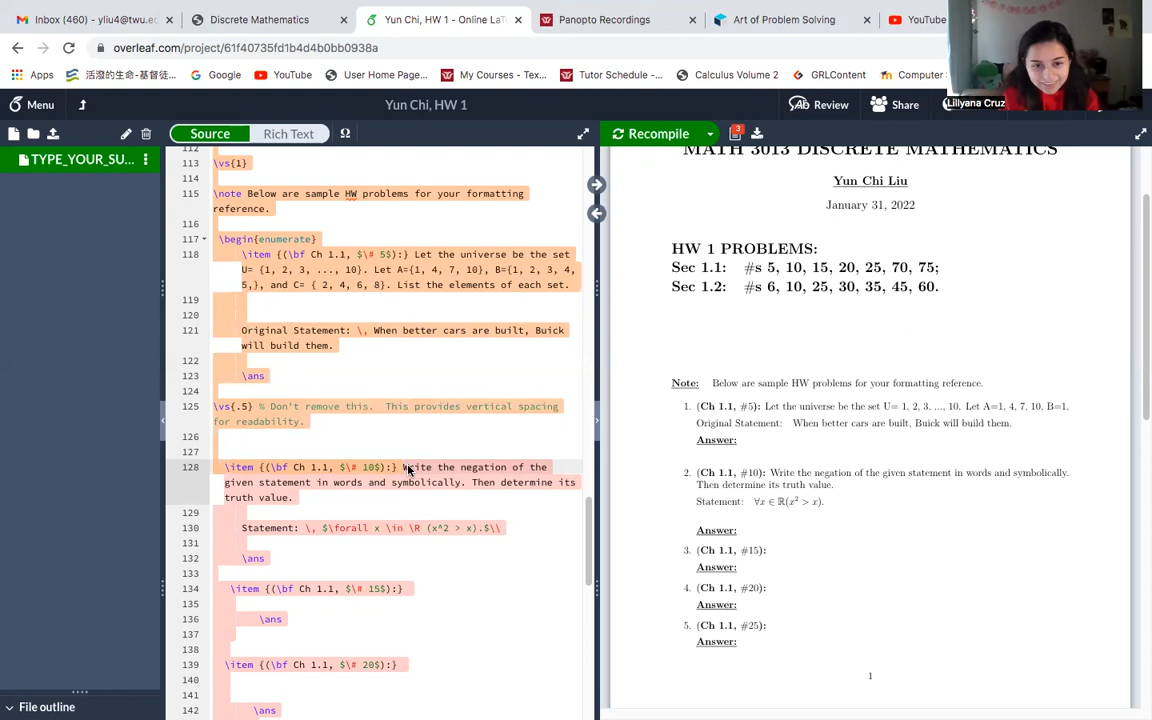 Inbox (460) - yliu4@twu.ed
Discrete Mathematics
Yun Chi, HW 1 - Online LaTe
Panopto Recordings
Art of Problem Solving
YouTube
overleaf.com/project/61f40735fd1b4d4b0bb0938a
Apps
活潑的生命-基督徒...
Google
YouTube
User Home Page...
My Courses - Tex...
Tutor Schedule -...
Calculus Volume 2
GRLContent
Computer
Lillyana Cruz
Menu
Yun Chi, HW 1
Review
Share
Source
Rich Text
Ω
Recompile
3
TYPE_YOUR_SU...
File outline
112
113 \vs{1}
114
115 \note Below are sample HW problems for your formatting
reference.
116
117 \begin{enumerate}
118 \item {(\bf Ch 1.1, $\# 5$):} Let the universe be the set
U= {1, 2, 3, ..., 10}. Let A={1, 4, 7, 10}, B={1, 2, 3, 4,
5,}, and C= { 2, 4, 6, 8}. List the elements of each set.
119
120
121 Original Statement: \, When better cars are built, Buick
will build them.
122
123 \ans
124
125 \vs{.5} % Don't remove this.  This provides vertical spacing
for readability.
126
127
128 \item {(\bf Ch 1.1, $\# 10$):} Write the negation of the
given statement in words and symbolically. Then determine its
truth value.
129
130 Statement: \, $\forall x \in \R (x^2 > x).$\\
131
132 \ans
133
134 \item {(\bf Ch 1.1, $\# 15$):}
135
136 \ans
137
138
139 \item {(\bf Ch 1.1, $\# 20$):}
140
141
142 \ans
MATH 3013 DISCRETE MATHEMATICS
Yun Chi Liu
January 31, 2022
HW 1 PROBLEMS:
Sec 1.1: #s 5, 10, 15, 20, 25, 70, 75;
Sec 1.2: #s 6, 10, 25, 30, 35, 45, 60.
Note: Below are sample HW problems for your formatting reference.
1. (Ch 1.1, #5): Let the universe be the set U= 1, 2, 3, ..., 10. Let A=1, 4, 7, 10, B=1,
Original Statement: When better cars are built, Buick will build them.
Answer:
2. (Ch 1.1, #10): Write the negation of the given statement in words and symbolically.
Then determine its truth value.
Statement: ∀x ∈ ℝ(x² > x).
Answer:
3. (Ch 1.1, #15):
Answer:
4. (Ch 1.1, #20):
Answer:
5. (Ch 1.1, #25):
Answer:
1